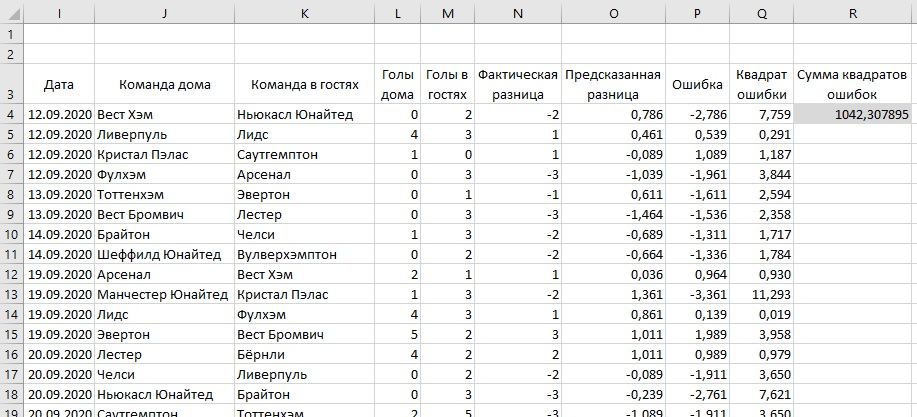 I J K L M N O P Q R
1
2
3 Дата Команда дома Команда в гостях Голы дома Голы в гостях Фактическая разница Предсказанная разница Ошибка Квадрат ошибки Сумма квадратов ошибок
4 12.09.2020 Вест Хэм Ньюкасл Юнайтед 0 2 -2 0,786 -2,786 7,759 1042,307895
5 12.09.2020 Ливерпуль Лидс 4 3 1 0,461 0,539 0,291
6 12.09.2020 Кристал Пэлас Саутгемптон 1 0 1 -0,089 1,089 1,187
7 12.09.2020 Фулхэм Арсенал 0 3 -3 -1,039 -1,961 3,844
8 13.09.2020 Тоттенхэм Эвертон 0 1 -1 0,611 -1,611 2,594
9 13.09.2020 Вест Бромвич Лестер 0 3 -3 -1,464 -1,536 2,358
10 14.09.2020 Брайтон Челси 1 3 -2 -0,689 -1,311 1,717
11 14.09.2020 Шеффилд Юнайтед Вулверхэмптон 0 2 -2 -0,664 -1,336 1,784
12 19.09.2020 Арсенал Вест Хэм 2 1 1 0,036 0,964 0,930
13 19.09.2020 Манчестер Юнайтед Кристал Пэлас 1 3 -2 1,361 -3,361 11,293
14 19.09.2020 Лидс Фулхэм 4 3 1 0,861 0,139 0,019
15 19.09.2020 Эвертон Вест Бромвич 5 2 3 1,011 1,989 3,958
16 20.09.2020 Лестер Бёрнли 4 2 2 1,011 0,989 0,979
17 20.09.2020 Челси Ливерпуль 0 2 -2 -0,089 -1,911 3,650
18 20.09.2020 Ньюкасл Юнайтед Брайтон 0 3 -3 -0,239 -2,761 7,621
19 20.09.2020 Саутгемптон Тоттенхэм 2 5 -3 -1,089 -1,911 3,650